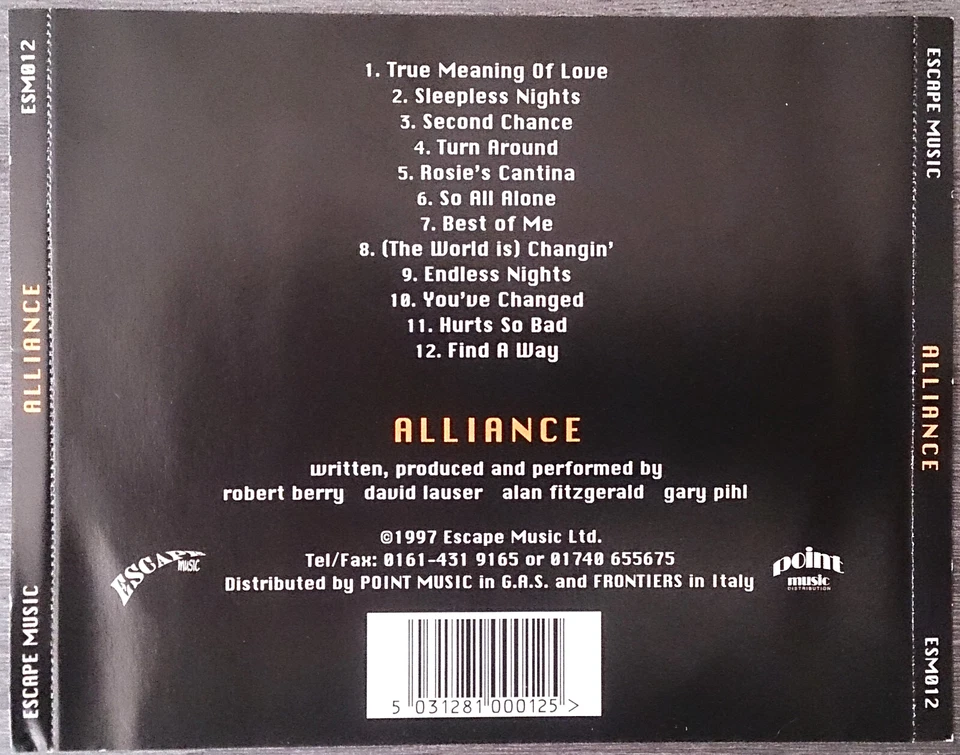 ESM012
ALLIANCE
ESCAPE MUSIC
1. True Meaning Of Love
2. Sleepless Nights
3. Second Chance
4. Turn Around
5. Rosie's Cantina
6. So All Alone
7. Best of Me
8. (The World is) Changin'
9. Endless Nights
10. You've Changed
11. Hurts So Bad
12. Find A Way
ALLIANCE
written, produced and performed by
robert berry david lauser alan fitzgerald gary pihl
©1997 Escape Music Ltd.
Tel/Fax: 0161-431 9165 or 01740 655675
Distributed by POINT MUSIC in G.A.S. and FRONTIERS in Italy
ESCAPE
MUSIC
point
music
DISTRIBUTION
5 031281 000125 >
ESCAPE MUSIC
ALLIANCE
ESM012